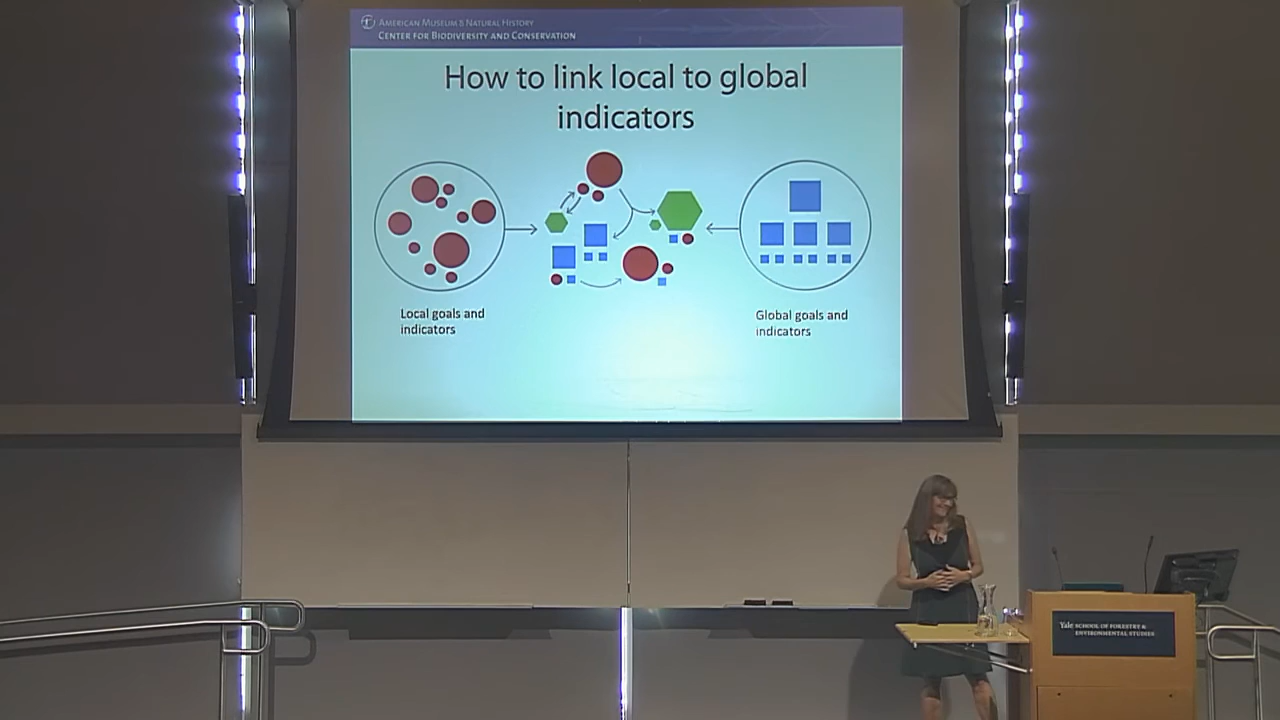 AMERICAN MUSEUM OF NATURAL HISTORY
CENTER FOR BIODIVERSITY AND CONSERVATION
How to link local to global
indicators
Local goals and
indicators
Global goals and
indicators
Yale SCHOOL OF FORESTRY &
ENVIRONMENTAL STUDIES